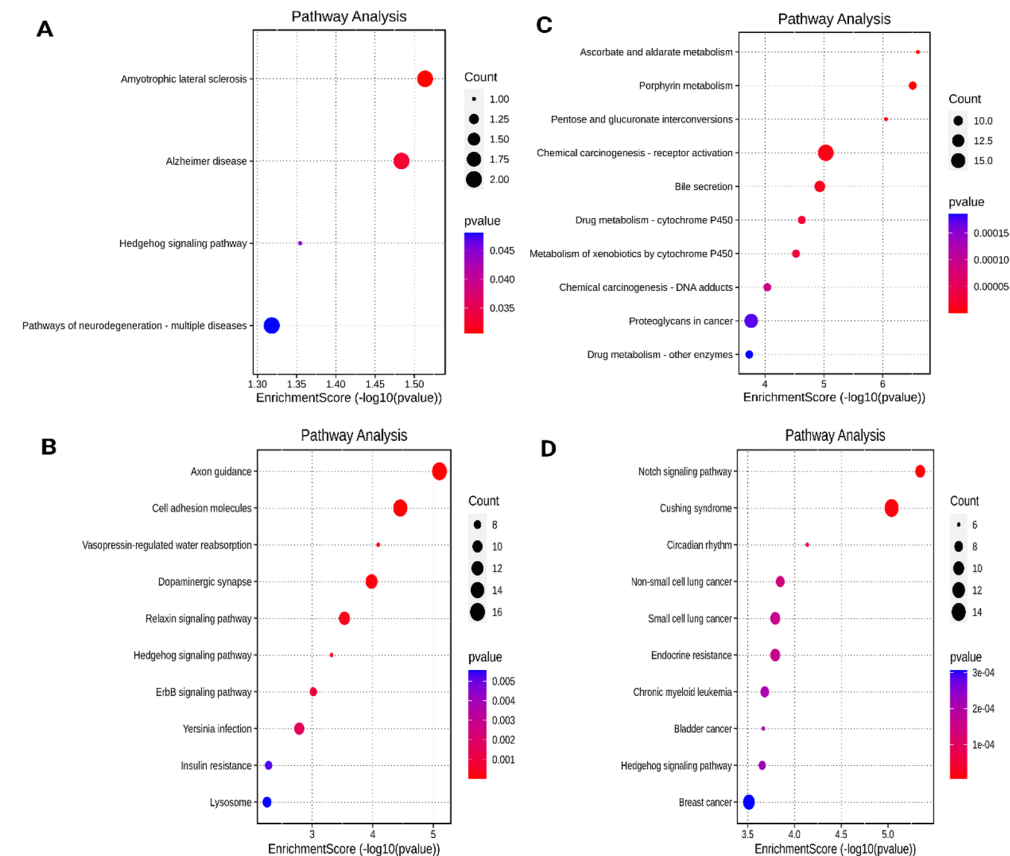 A
Pathway Analysis
Amyotrophic lateral sclerosis
Alzheimer disease
Hedgehog signaling pathway
Pathways of neurodegeneration - multiple diseases
1.30 1.35 1.40 1.45 1.50
EnrichmentScore (-log10(pvalue))
Count
1.00
1.25
1.50
1.75
2.00
pvalue
0.045
0.040
0.035
C
Pathway Analysis
Ascorbate and aldarate metabolism
Porphyrin metabolism
Pentose and glucuronate interconversions
Chemical carcinogenesis - receptor activation
Bile secretion
Drug metabolism - cytochrome P450
Metabolism of xenobiotics by cytochrome P450
Chemical carcinogenesis - DNA adducts
Proteoglycans in cancer
Drug metabolism - other enzymes
4 5 6
EnrichmentScore (-log10(pvalue))
Count
10.0
12.5
15.0
pvalue
0.00015
0.00010
0.00005
B
Pathway Analysis
Axon guidance
Cell adhesion molecules
Vasopressin-regulated water reabsorption
Dopaminergic synapse
Relaxin signaling pathway
Hedgehog signaling pathway
ErbB signaling pathway
Yersinia infection
Insulin resistance
Lysosome
3 4 5
EnrichmentScore (-log10(pvalue))
Count
8
10
12
14
16
pvalue
0.005
0.004
0.003
0.002
0.001
D
Pathway Analysis
Notch signaling pathway
Cushing syndrome
Circadian rhythm
Non-small cell lung cancer
Small cell lung cancer
Endocrine resistance
Chronic myeloid leukemia
Bladder cancer
Hedgehog signaling pathway
Breast cancer
3.5 4.0 4.5 5.0
EnrichmentScore (-log10(pvalue))
Count
6
8
10
12
14
pvalue
3e-04
2e-04
1e-04